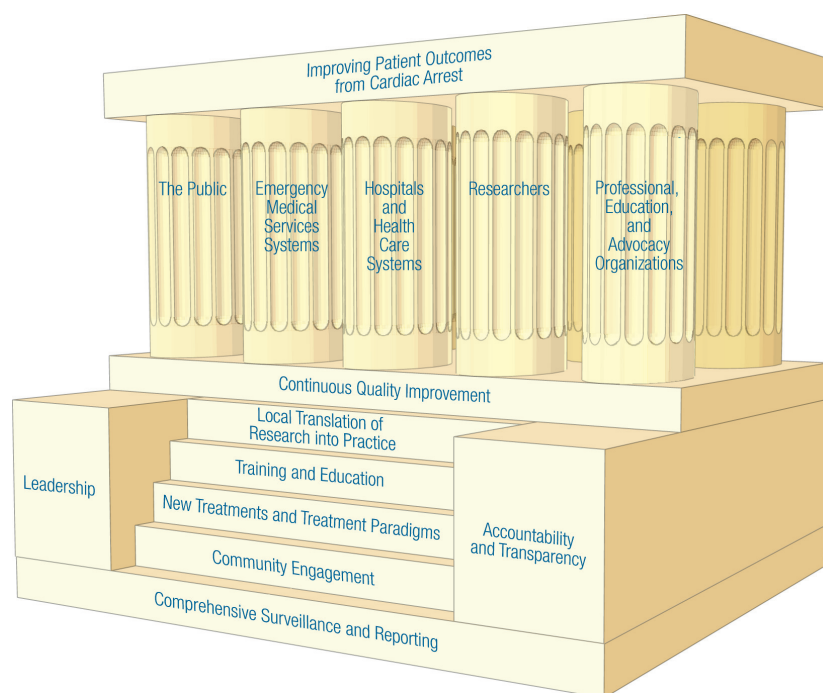 Improving Patient Outcomes
from Cardiac Arrest
The Public
Emergency
Medical
Services
Systems
Hospitals
and
Health
Care
Systems
Researchers
Professional,
Education,
and
Advocacy
Organizations
Continuous Quality Improvement
Local Translation of
Research into Practice
Training and Education
New Treatments and Treatment Paradigms
Community Engagement
Leadership
Accountability
and Transparency
Comprehensive Surveillance and Reporting